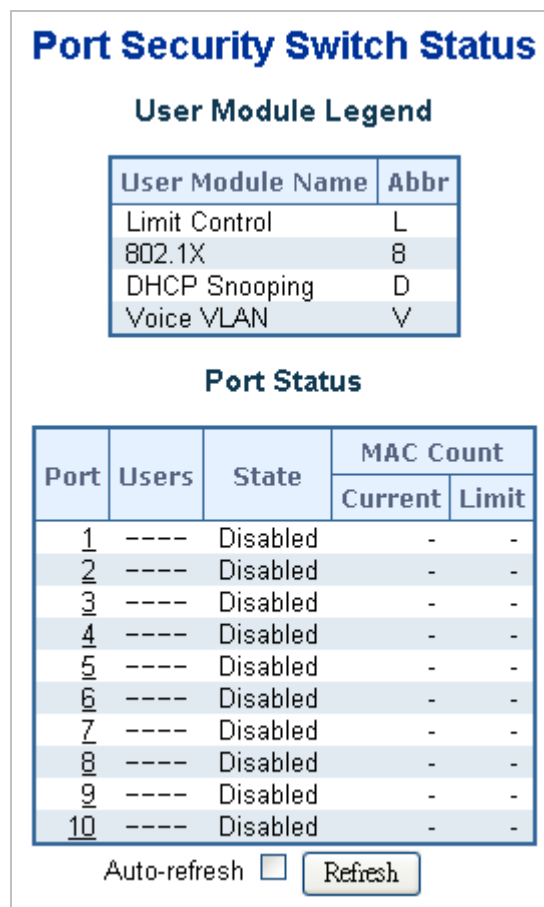 Port Security Switch Status
User Module Legend
User Module Name Abbr
Limit Control L
802.1X 8
DHCP Snooping D
Voice VLAN V
Port Status
Port Users State MAC Count
Current Limit
1 ---- Disabled - -
2 ---- Disabled - -
3 ---- Disabled - -
4 ---- Disabled - -
5 ---- Disabled - -
6 ---- Disabled - -
7 ---- Disabled - -
8 ---- Disabled - -
9 ---- Disabled - -
10 ---- Disabled - -
Auto-refresh Refresh